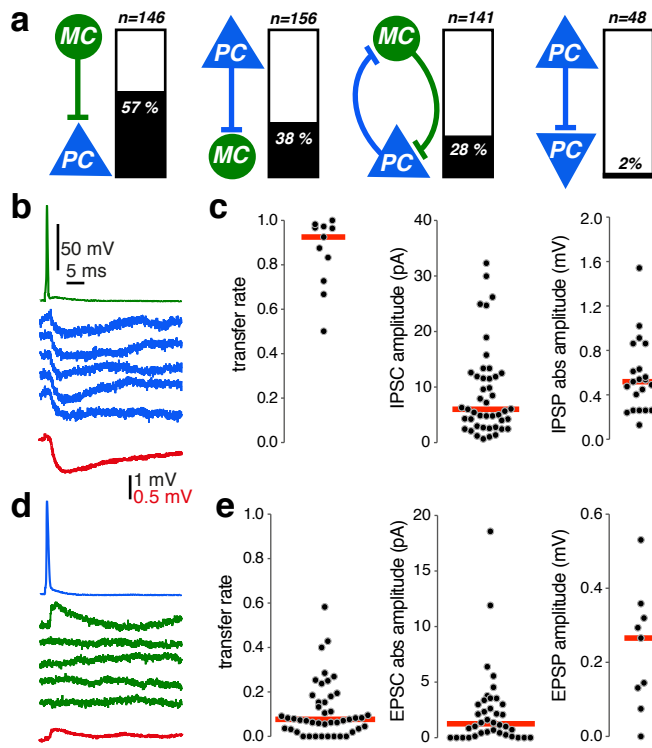 a
n=146
n=156
n=141
n=48
MC
PC
57 %
PC
MC
38 %
MC
PC
28 %
PC
PC
2%
b
50 mV
5 ms
1 mV
0.5 mV
c
transfer rate
1.0
0.8
0.6
0.4
0.2
0.0
IPSC amplitude (pA)
40
30
20
10
0
IPSP abs amplitude (mV)
2.0
1.6
1.2
0.8
0.4
0.0
d
e
transfer rate
1.0
0.8
0.6
0.4
0.2
0.0
EPSC abs amplitude (pA)
20
15
10
5
0
EPSP amplitude (mV)
0.6
0.4
0.2
0.0